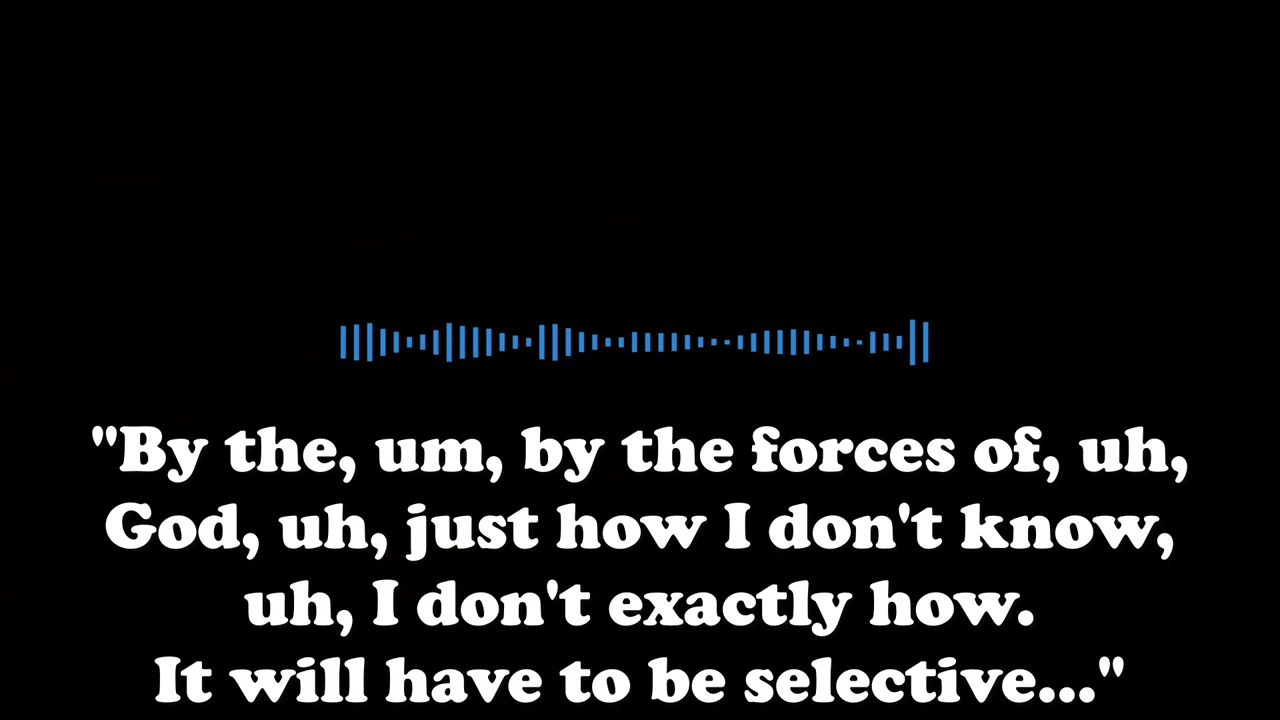 "By the, um, by the forces of, uh,
God, uh, just how I don't know,
uh, I don't exactly how.
It will have to be selective..."